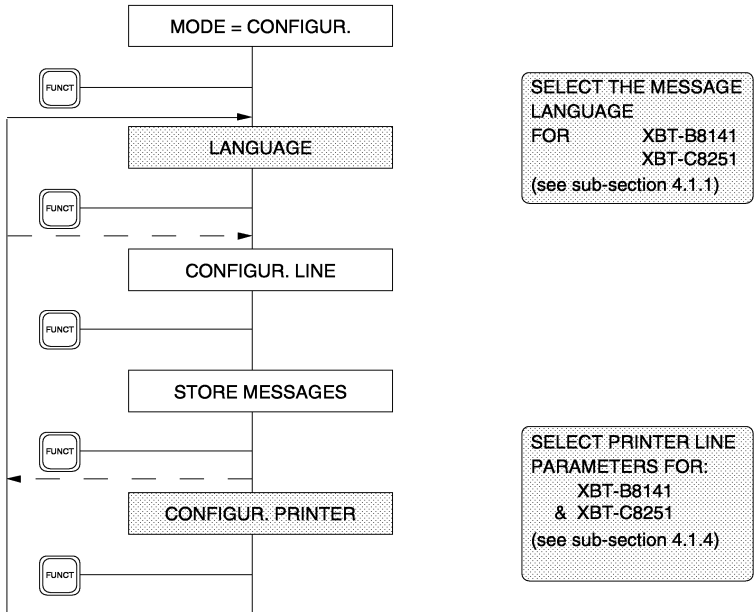 MODE = CONFIGUR.
FUNCT
LANGUAGE
SELECT THE MESSAGE
LANGUAGE
FOR XBT-B8141
XBT-C8251
(see sub-section 4.1.1)
FUNCT
CONFIGUR. LINE
FUNCT
STORE MESSAGES
FUNCT
CONFIGUR. PRINTER
SELECT PRINTER LINE
PARAMETERS FOR:
XBT-B8141
& XBT-C8251
(see sub-section 4.1.4)
FUNCT